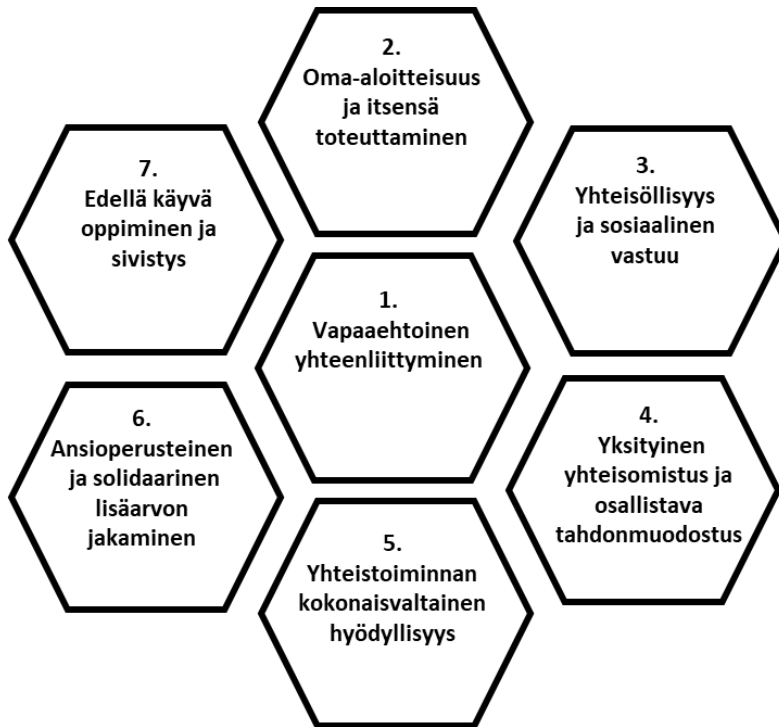 2.
Oma-aloitteisuus
ja itsensä
toteuttaminen
7.
Edellä käyvä
oppiminen ja
sivistys
3.
Yhteisöllisyys
ja sosiaalinen
vastuu
1.
Vapaaehtoinen
yhteenliittyminen
6.
Ansioperusteinen
ja solidaarinen
lisäarvon
jakaminen
4.
Yksityinen
yhteisomistus ja
osallistava
tahdonmuodostus
5.
Yhteistoiminnan
kokonaisvaltainen
hyödyllisyys